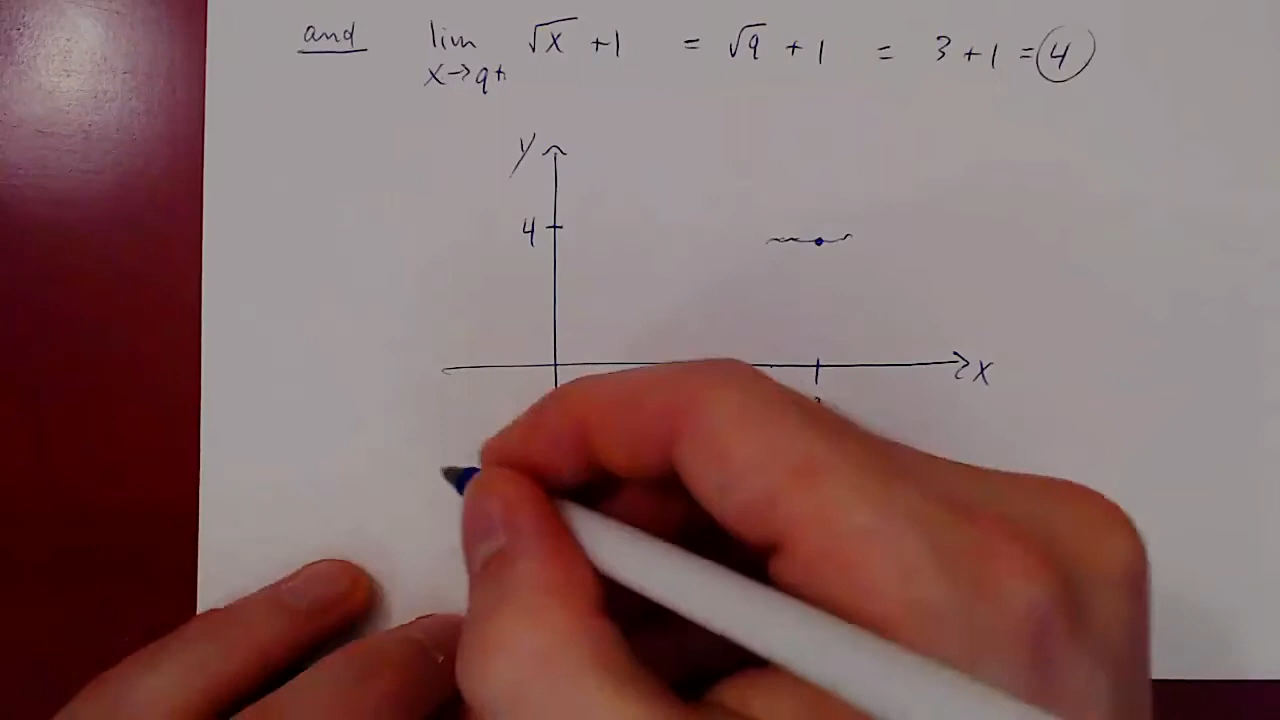 and lim x→9+ √x +1 = √9 + 1 = 3 + 1 = 4
y
4
x